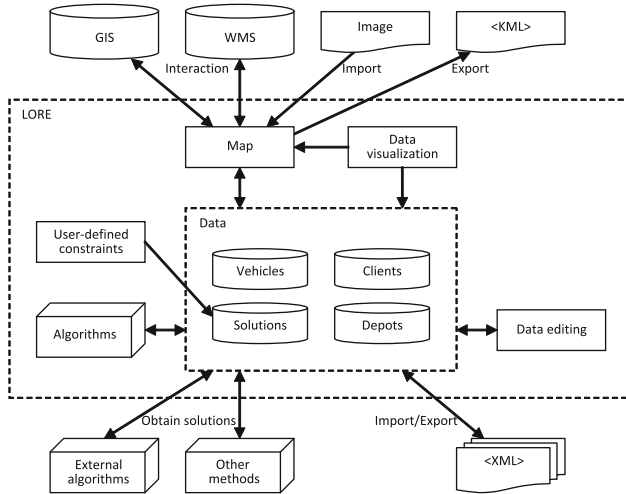 GIS
WMS
Image
<KML>
Interaction
Import
Export
LORE
Map
Data
visualization
Data
User-defined
constraints
Vehicles
Clients
Algorithms
Solutions
Depots
Data editing
Obtain solutions
Import/Export
External
algorithms
Other
methods
<XML>